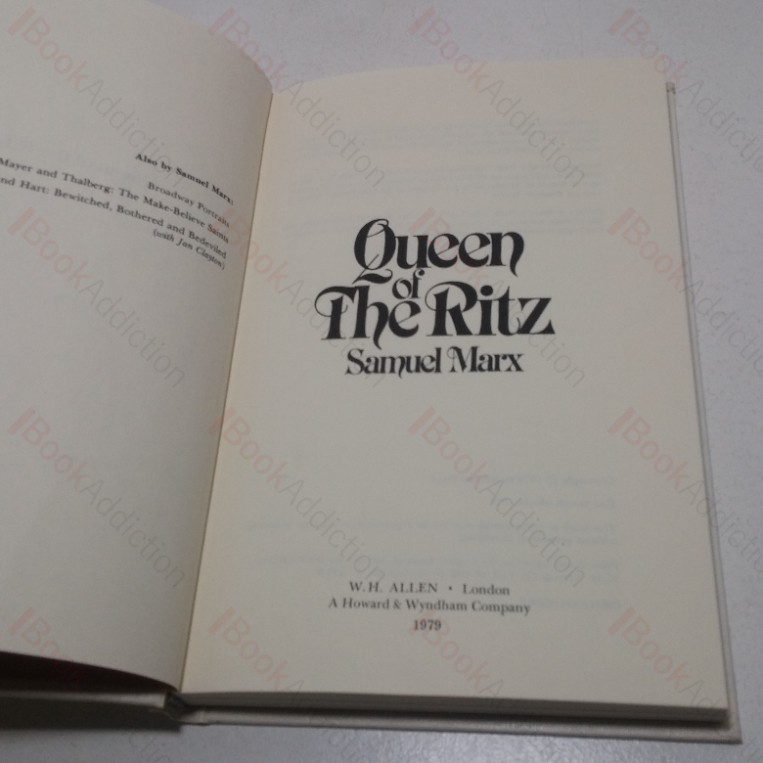 Also by Samuel Marx:
Broadway Portraits
Mayer and Thalberg: The Make-Believe Saints
and Hart: Bewitched, Bothered and Bedeviled
(with Jan Clayton)
Queen
of
The Ritz
Samuel Marx
W.H. ALLEN • London
A Howard & Wyndham Company
1979
BookAddiction